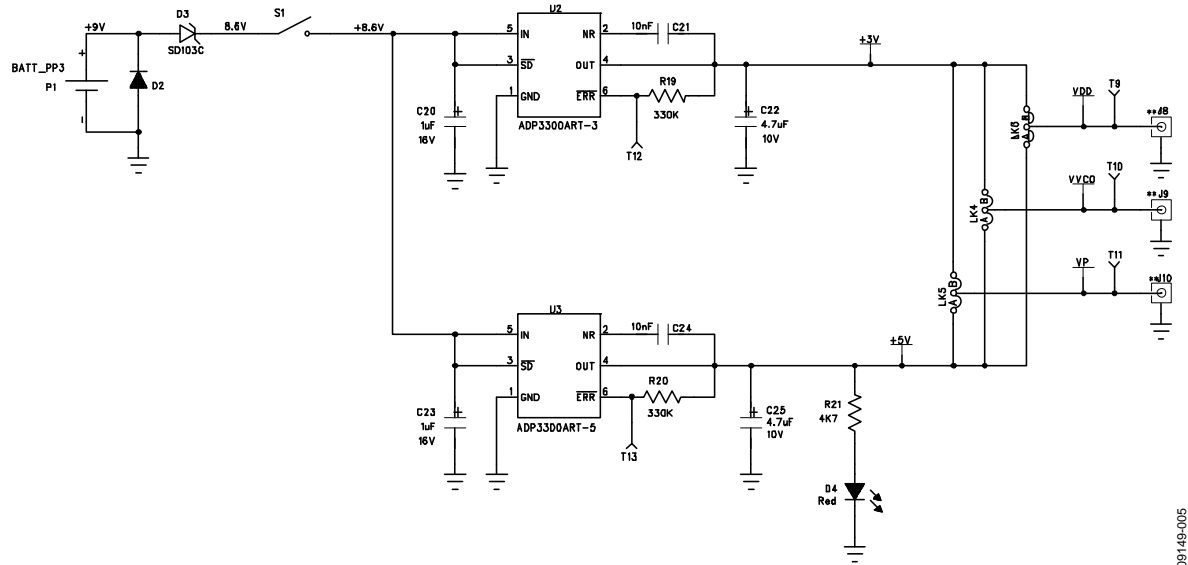 D3
S1
+9V
8.6V
SD103C
BATT_PP3
P1
+
-
D2
+8.6V
U2
5 IN
NR 2
10nF
C21
3 SD
OUT 4
1 GND
ERR 6
R19
330K
ADP3300ART-3
T12
C20
1uF
16V
+
C22
4.7uF
10V
+
+3V
B
A
VDD
T9
**J8
LK4
B
A
VVCO
T10
**J9
LK5
B
A
VP
T11
**J10
U3
5 IN
NR 2
10nF
C24
3 SD
OUT 4
1 GND
ERR 6
R20
330K
ADP33D0ART-5
T13
C23
1uF
16V
+
C25
4.7uF
10V
+
+5V
R21
4K7
D4
Red
09149-005